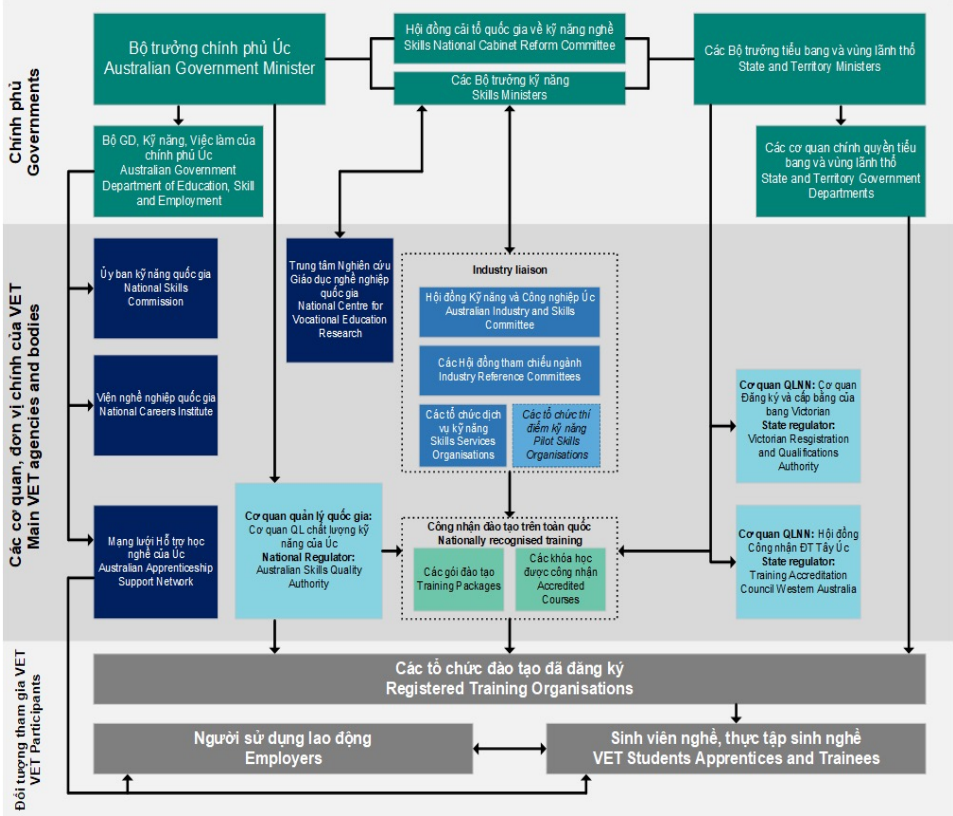 Chính phủ
Governments
Bộ trưởng chính phủ Úc
Australian Government Minister
Hội đồng cải tổ quốc gia về kỹ năng nghề
Skills National Cabinet Reform Committee
Các Bộ trưởng kỹ năng
Skills Ministers
Các Bộ trưởng tiểu bang và vùng lãnh thổ
State and Territory Ministers
Bộ GD, Kỹ năng, Việc làm của
chính phủ Úc
Australian Government
Department of Education, Skill
and Employment
Các cơ quan chính quyền tiểu
bang và vùng lãnh thổ
State and Territory Government
Departments
Các cơ quan, đơn vị chính của VET
Main VET agencies and bodies
Ủy ban kỹ năng quốc gia
National Skills
Commission
Trung tâm Nghiên cứu
Giáo dục nghề nghiệp
quốc gia
National Centre for
Vocational Education
Research
Industry liaison
Hội đồng Kỹ năng và Công nghiệp Úc
Australian Industry and Skills
Committee
Các Hội đồng tham chiếu ngành
Industry Reference Committees
Các tổ chức dịch
vụ kỹ năng
Skills Services
Organisations
Các tổ chức thí
điểm kỹ năng
Pilot Skills
Organisations
Viện nghề nghiệp quốc gia
National Careers Institute
Cơ quan QLNN: Cơ quan
Đăng ký và cấp bằng của
bang Victorian
State regulator:
Victorian Resgistration
and Qualifications
Authority
Mạng lưới Hỗ trợ học
nghề của Úc
Australian Apprenticeship
Support Network
Cơ quan quản lý quốc gia:
Cơ quan QL chất lượng kỹ
năng của Úc
National Regulator:
Australian Skills Quality
Authority
Công nhận đào tạo trên toàn quốc
Nationally recognised training
Các gói đào tạo
Training Packages
Các khóa học
được công nhận
Accredited
Courses
Cơ quan QLNN: Hội đồng
Công nhận ĐT Tây Úc
State regulator:
Training Accreditation
Council Western Australia
Đối tượng tham gia VET
VET Participants
Các tổ chức đào tạo đã đăng ký
Registered Training Organisations
Người sử dụng lao động
Employers
Sinh viên nghề, thực tập sinh nghề
VET Students Apprentices and Trainees